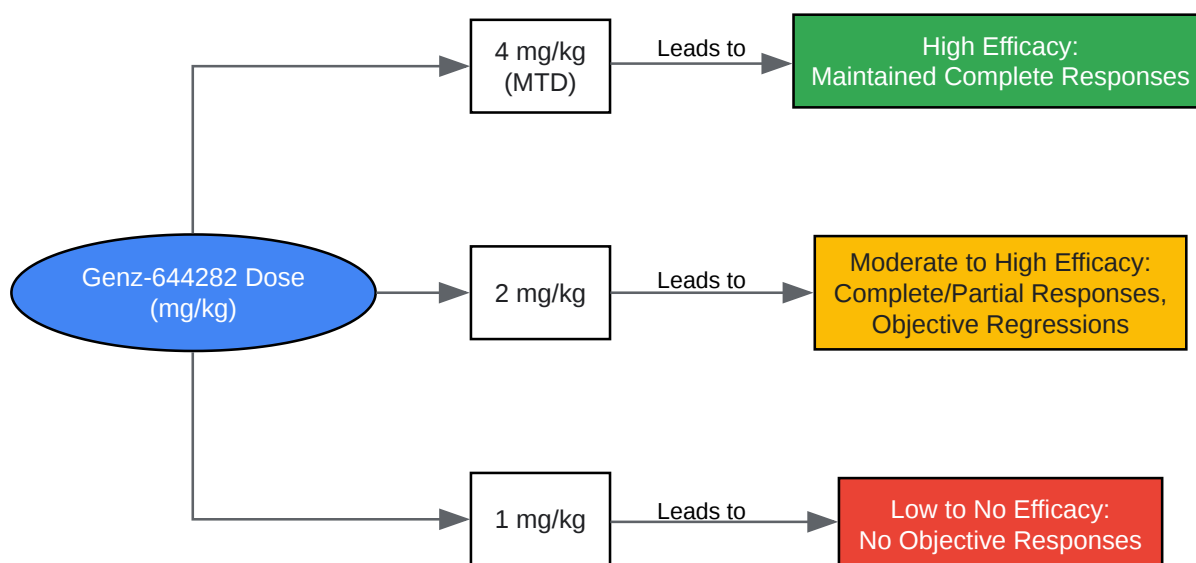 4 mg/kg
(MTD)
Leads to
High Efficacy:
Maintained Complete Responses
Genz-644282 Dose
(mg/kg)
2 mg/kg
Leads to
Moderate to High Efficacy:
Complete/Partial Responses,
Objective Regressions
1 mg/kg
Leads to
Low to No Efficacy:
No Objective Responses